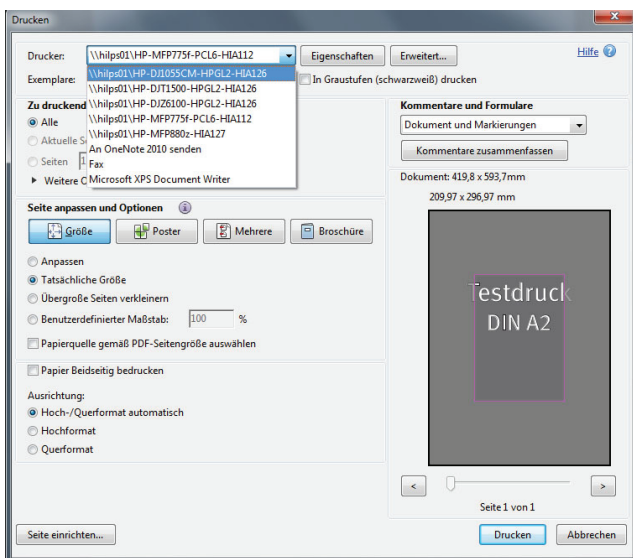 Drucken
Drucker: \\hilps01\HP-MFP775f-PCL6-HIA112 Eigenschaften Erweitert... Hilfe
\\hilps01\HP-DJ1055CM-HPGL2-HIA126
Exemplare: In Graustufen (schwarzweiß) drucken
\\hilps01\HP-DJT1500-HPGL2-HIA126
\\hilps01\HP-DJZ6100-HPGL2-HIA126
\\hilps01\HP-MFP775f-PCL6-HIA112
\\hilps01\HP-MFP880z-HIA127
An OneNote 2010 senden
Fax
Microsoft XPS Document Writer
Zu druckend
Alle
Aktuelle S
Seiten 1
Weitere O
Seite anpassen und Optionen
Größe Poster Mehrere Broschüre
Anpassen
Tatsächliche Größe
Übergroße Seiten verkleinern
Benutzerdefinierter Maßstab: 100 %
Papierquelle gemäß PDF-Seitengröße auswählen
Papier Beidseitig bedrucken
Ausrichtung:
Hoch-/Querformat automatisch
Hochformat
Querformat
Kommentare und Formulare
Dokument und Markierungen
Kommentare zusammenfassen
Dokument: 419,8 x 593,7mm
209,97 x 296,97 mm
Testdruck
DIN A2
< >
Seite 1 von 1
Seite einrichten... Drucken Abbrechen